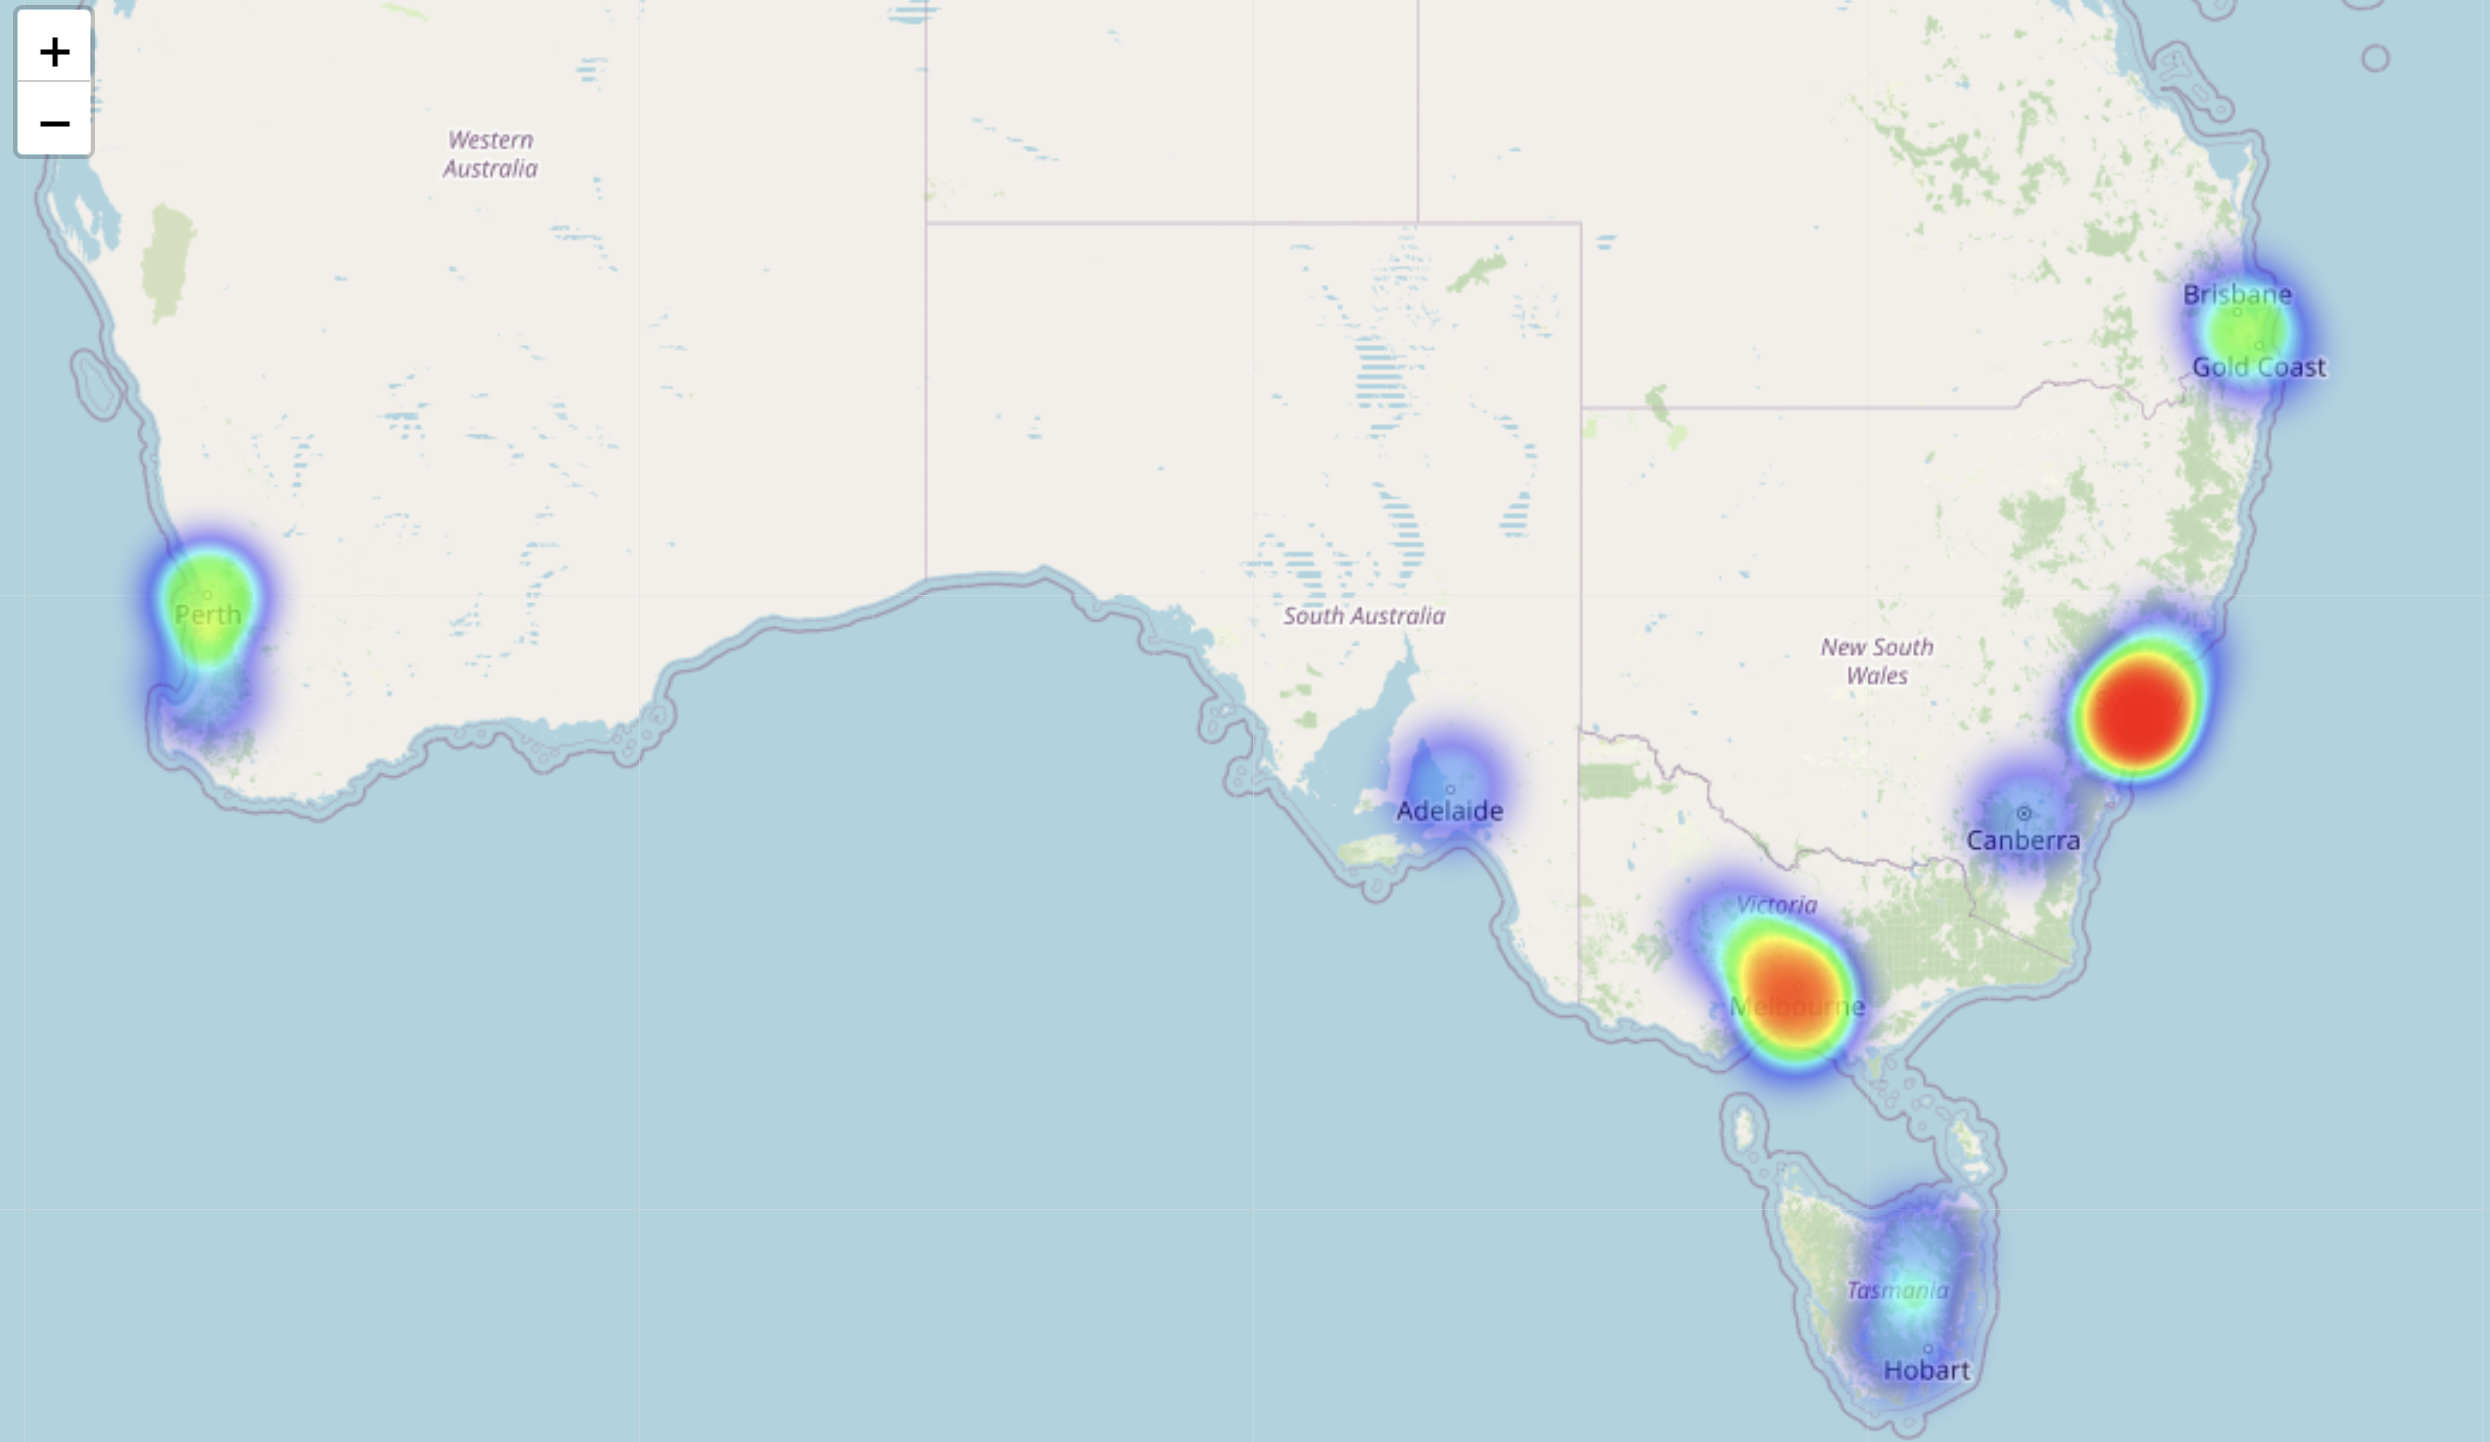 +
−
Western
Australia
Brisbane
Gold Coast
Perth
South Australia
New South
Wales
Adelaide
Canberra
Victoria
Melbourne
Tasmania
Hobart